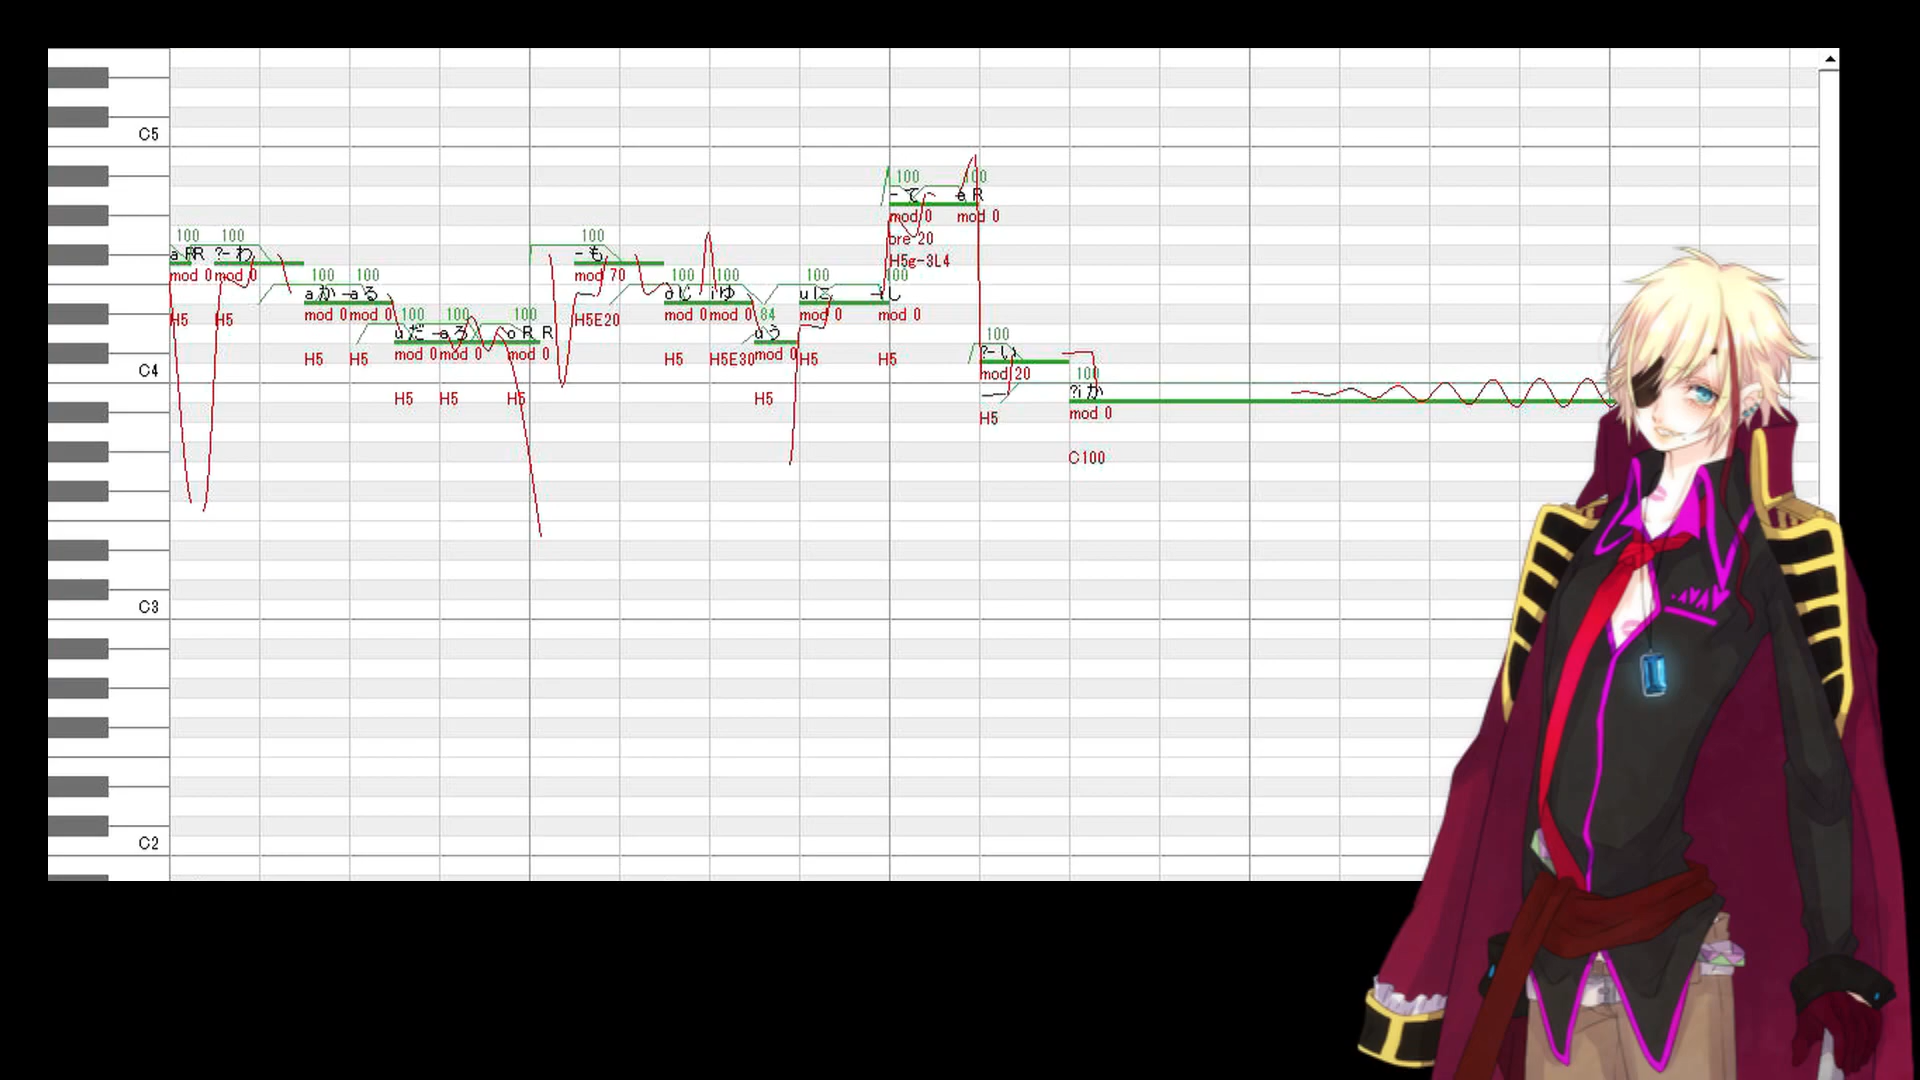 C5
C4
C3
C2
100 100
a R R ?- わ
mod 0 mod 0
H5 H5
100 100
a か a る
mod 0 mod 0
H5 H5
100 100 100
u だ a ろ o R R
mod 0 mod 0 mod 0
H5 H5 H5
100
- も
mod 70
H5E20
100 100
a じ i ゆ
mod 0 mod 0
H5 H5E30
84
u う
mod 0
H5
100 100
u に i し
mod 0 mod 0
H5 H5
100 100
- て e R
mod 0 mod 0
pre 20
H5g-3L4
100
?- い
mod 20
H5
100
?i か
mod 0
C100